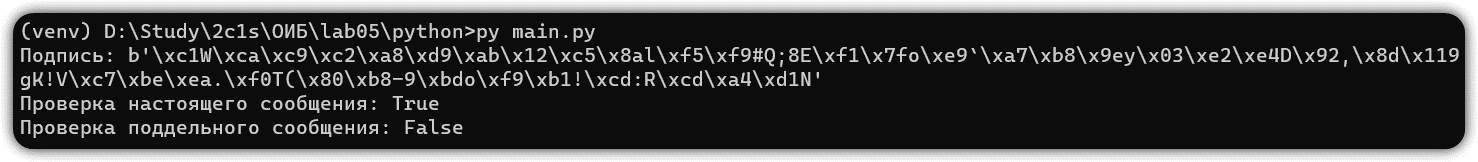 (venv) D:\Study\2c1s\ОИБ\lab05\python>py main.py
Подпись: b'\xc1W\xca\xc9\xc2\xa8\xd9\xab\x12\xc5\x8al\xf5\xf9#Q;8E\xf1\x7fo\xe9`\xa7\xb8\x9ey\x03\xe2\xe4D\x92,\x8d\x119
gK!V\xc7\xbe\xea.\xf0T(\x80\xb8-9\xbdo\xf9\xb1!\xcd:R\xcd\xa4\xd1N'
Проверка настоящего сообщения: True
Проверка поддельного сообщения: False